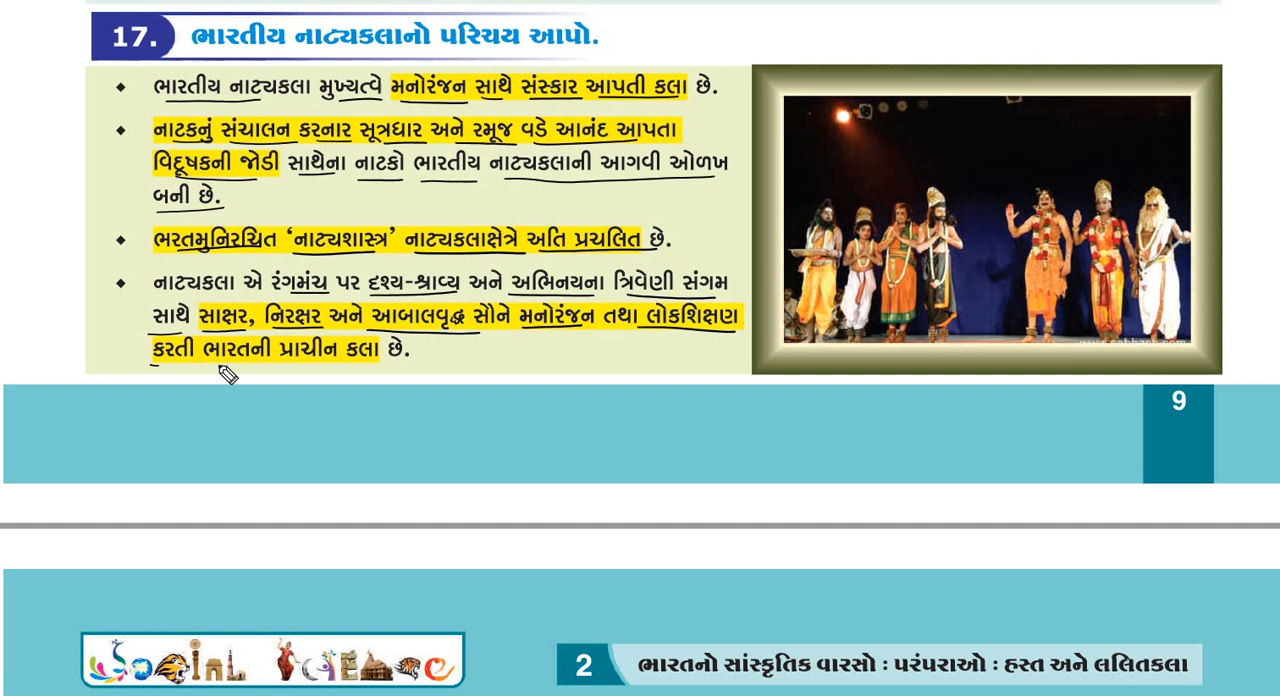 17. ભારતીય નાટ્યકલાનો પરિચય આપો.
◆ ભારતીય નાટ્યકલા મુખ્યત્વે મનોરંજન સાથે સંસ્કાર આપતી કલા છે.
◆ નાટકનું સંચાલન કરનાર સૂત્રધાર અને રમૂજ વડે આનંદ આપતા
વિદૂષકની જોડી સાથેના નાટકો ભારતીય નાટ્યકલાની આગવી ઓળખ
બની છે.
◆ ભરતમુનિરચિત ‘નાટ્યશાસ્ત્ર’ નાટ્યકલાક્ષેત્રે અતિ પ્રચલિત છે.
◆ નાટ્યકલા એ રંગમંચ પર દશ્ય-શ્રાવ્ય અને અભિનયના ત્રિવેણી સંગમ
સાથે સાક્ષર, નિરક્ષર અને આબાલવૃદ્ધ સૌને મનોરંજન તથા લોકશિક્ષણ
કરતી ભારતની પ્રાચીન કલા છે.
9
Social Science
2 ભારતનો સાંસ્કૃતિક વારસો : પરંપરાઓ : હસ્ત અને લલિતકલા